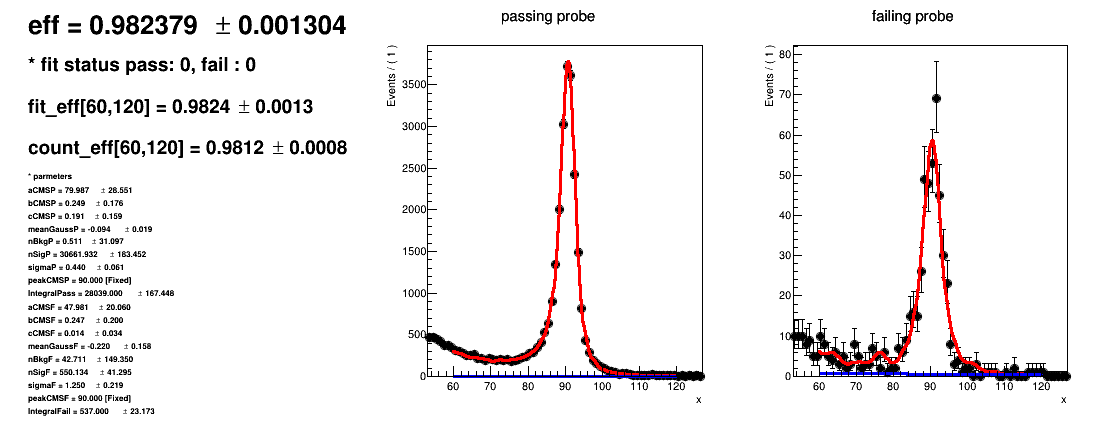 eff = 0.982379 ± 0.001304
* fit status pass: 0, fail : 0
fit_eff[60,120] = 0.9824 ± 0.0013
count_eff[60,120] = 0.9812 ± 0.0008
* parmeters
aCMSP = 79.987 ± 28.551
bCMSP = 0.249 ± 0.176
cCMSP = 0.191 ± 0.159
meanGaussP = -0.094 ± 0.019
nBkgP = 0.511 ± 31.097
nSigP = 30661.932 ± 183.452
sigmaP = 0.440 ± 0.061
peakCMSP = 90.000 [Fixed]
IntegralPass = 28039.000 ± 167.448
aCMSF = 47.981 ± 20.060
bCMSF = 0.247 ± 0.200
cCMSF = 0.014 ± 0.034
meanGaussF = -0.220 ± 0.158
nBkgF = 42.711 ± 149.350
nSigF = 550.134 ± 41.295
sigmaF = 1.250 ± 0.219
peakCMSF = 90.000 [Fixed]
IntegralFail = 537.000 ± 23.173
passing probe
Events / ( 1 )
3500
3000
2500
2000
1500
1000
500
0
60 70 80 90 100 110 120
x
failing probe
Events / ( 1 )
80
70
60
50
40
30
20
10
0
60 70 80 90 100 110 120
x